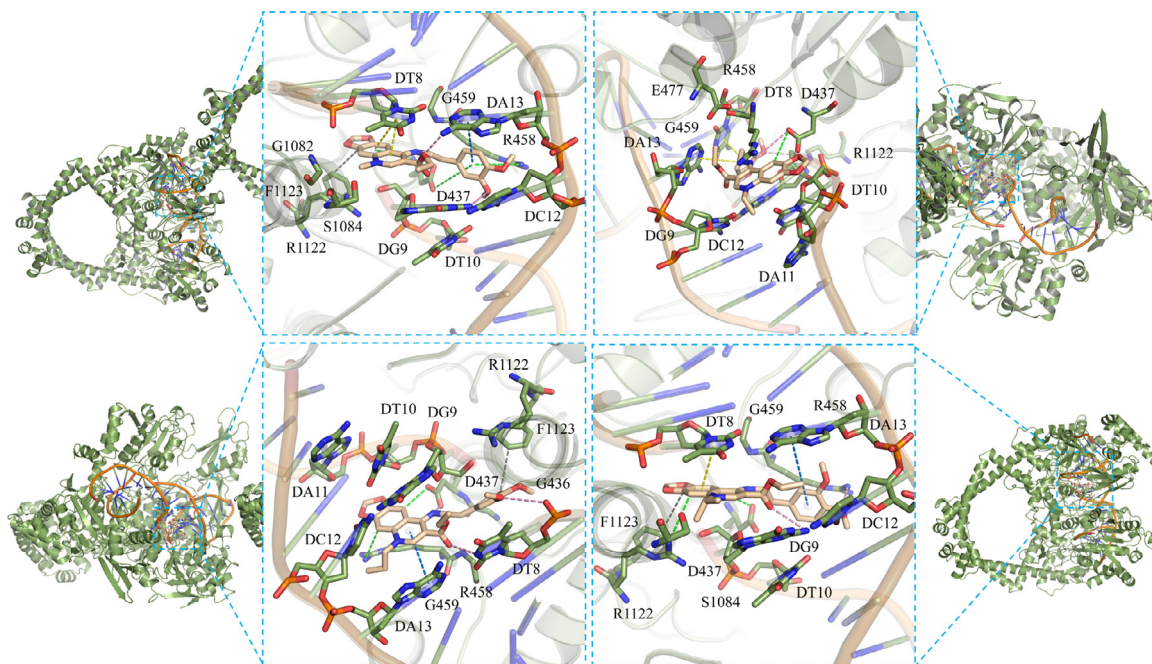 DT8
G459
DA13
R458
G1082
F1123
S1084
R1122
D437
DC12
DG9
DT10
R458
E477
DT8
D437
G459
DA13
R1122
DT10
DG9
DC12
DA11
R1122
DT10
DG9
F1123
D437
G436
DA11
DC12
DT8
R458
G459
DA13
G459
R458
DT8
DA13
F1123
DC12
DG9
D437
S1084
DT10
R1122